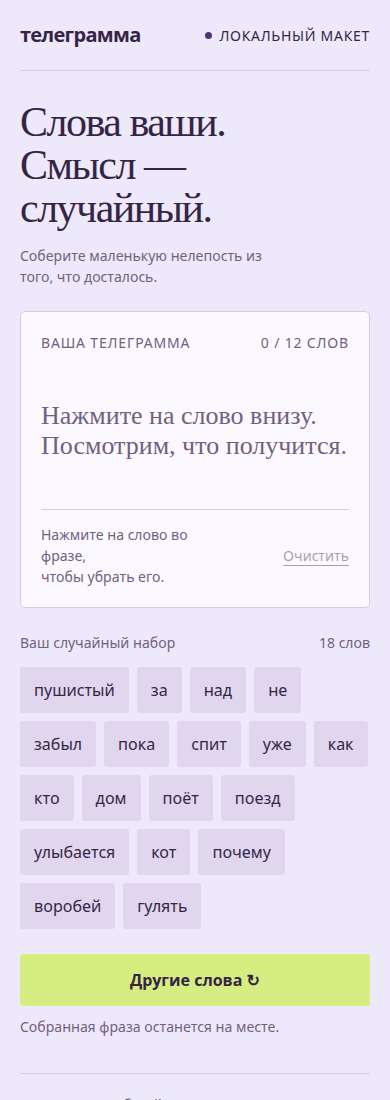 телеграмма
ЛОКАЛЬНЫЙ МАКЕТ
Слова ваши.
Смысл —
случайный.
Соберите маленькую нелепость из
того, что досталось.
ВАША ТЕЛЕГРАММА
0 / 12 СЛОВ
Нажмите на слово внизу.
Посмотрим, что получится.
Нажмите на слово во
фразе,
чтобы убрать его.
Очистить
Ваш случайный набор
18 слов
пушистый за над не
забыл пока спит уже как
кто дом поёт поезд
улыбается кот почему
воробей гулять
Другие слова ↻
Собранная фраза останется на месте.